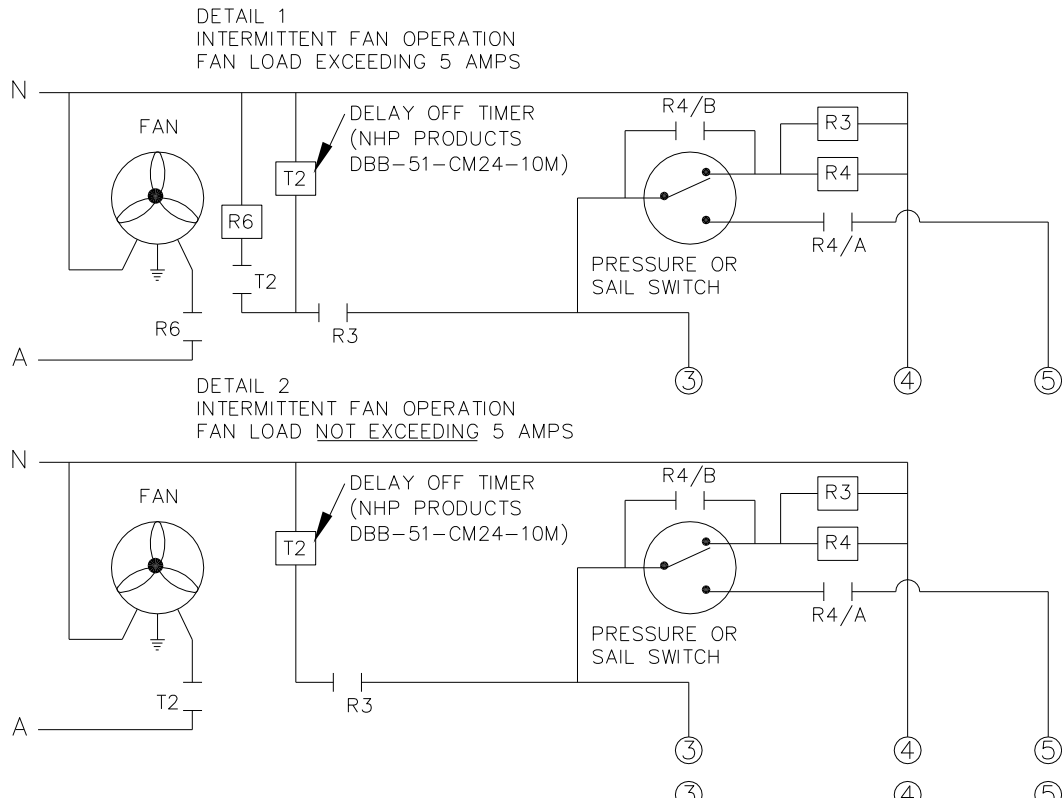 DETAIL 1
INTERMITTENT FAN OPERATION
FAN LOAD EXCEEDING 5 AMPS
N
FAN
DELAY OFF TIMER
(NHP PRODUCTS
DBB-51-CM24-10M)
R4/B
R3
T2
R4
R6
R4/A
T2
PRESSURE OR
SAIL SWITCH
R6
R3
A
3
4
5
DETAIL 2
INTERMITTENT FAN OPERATION
FAN LOAD NOT EXCEEDING 5 AMPS
N
FAN
DELAY OFF TIMER
(NHP PRODUCTS
DBB-51-CM24-10M)
R4/B
R3
T2
R4
R4/A
PRESSURE OR
SAIL SWITCH
T2
R3
A
3
4
5
3
4
5